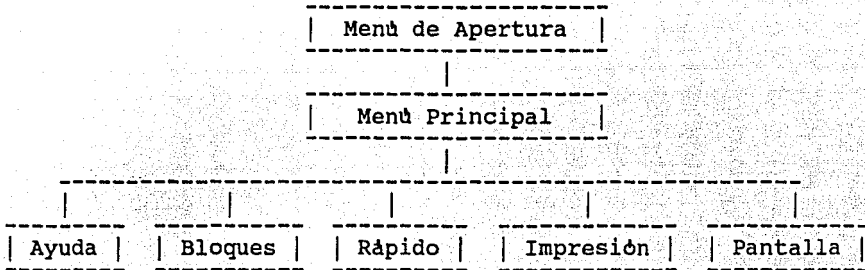 Menú de Apertura
Menú Principal
Ayuda Bloques Rápido Impresión Pantalla